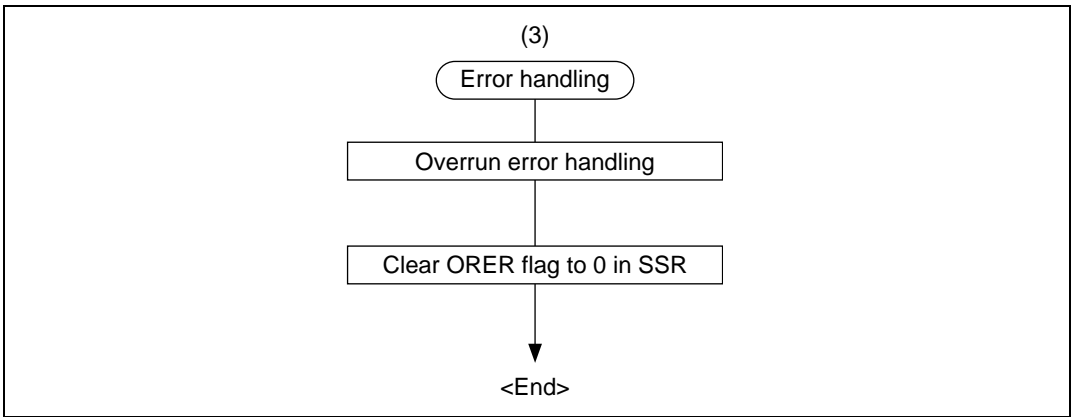 (3)
Error handling
Overrun error handling
Clear ORER flag to 0 in SSR
<End>